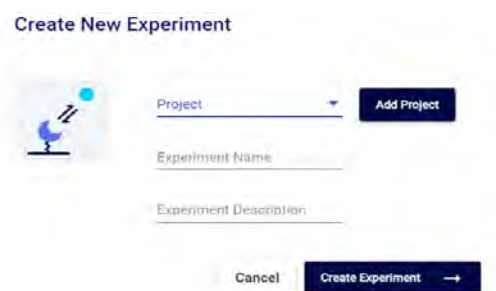 Create New Experiment
Project
Add Project
Experiment Name
Experiment Description
Cancel
Create Experiment →